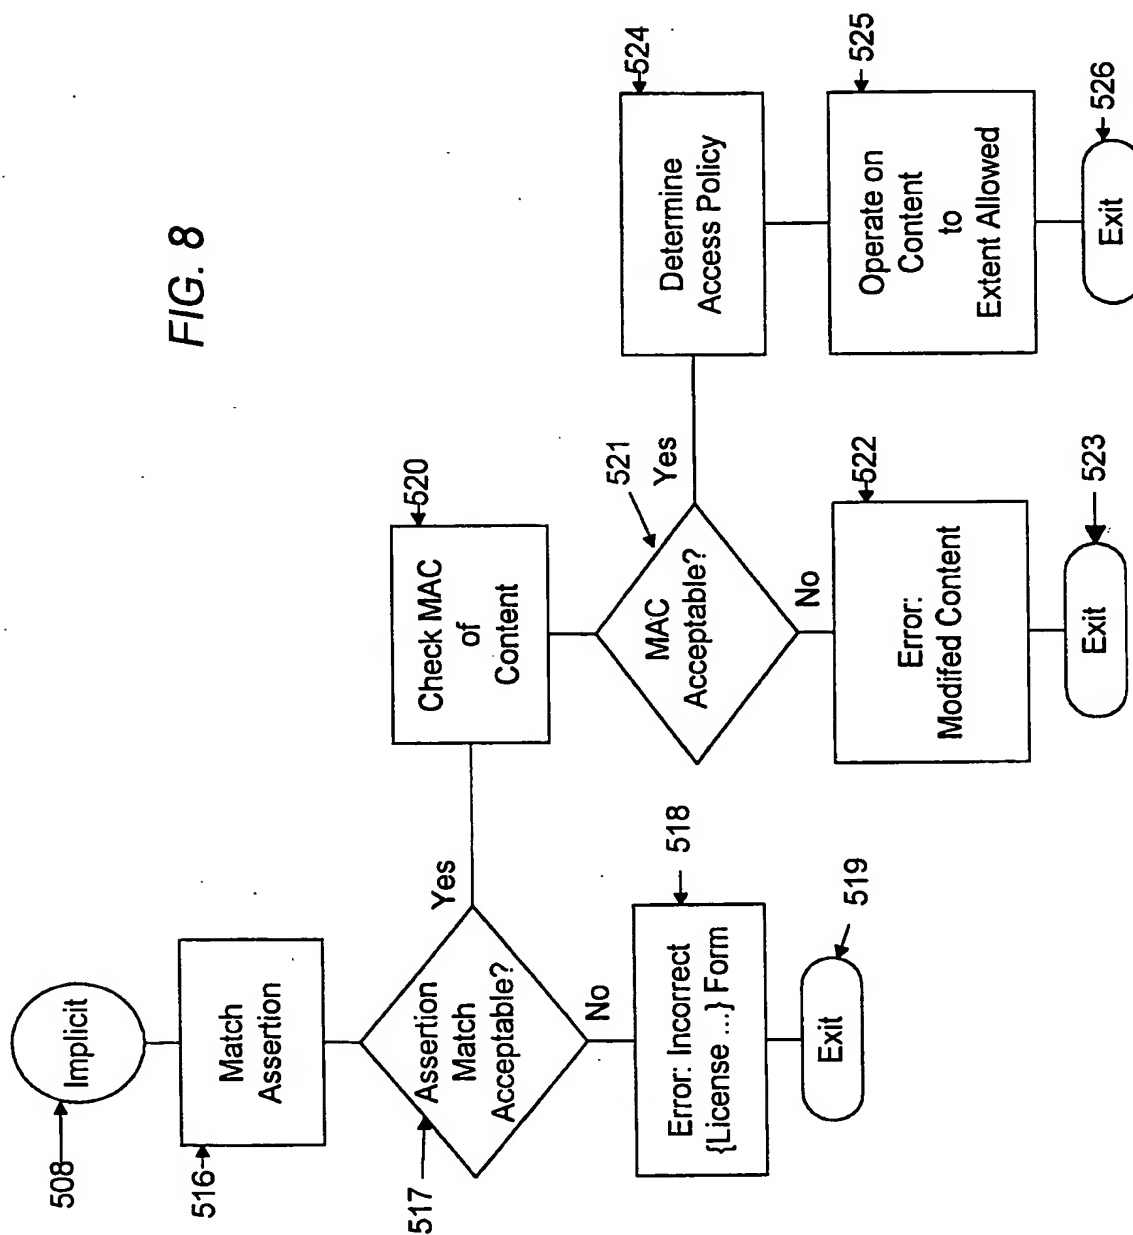 FIG. 8
508
Implicit
516
Match
Assertion
517
Assertion
Match
Acceptable?
Yes
No
Error: Incorrect
{License ...} Form
518
Exit
519
Check MAC
of
Content
520
MAC
Acceptable?
521
Yes
No
Error:
Modifed Content
522
Exit
523
Determine
Access Policy
524
Operate on
Content
to
Extent Allowed
525
Exit
526